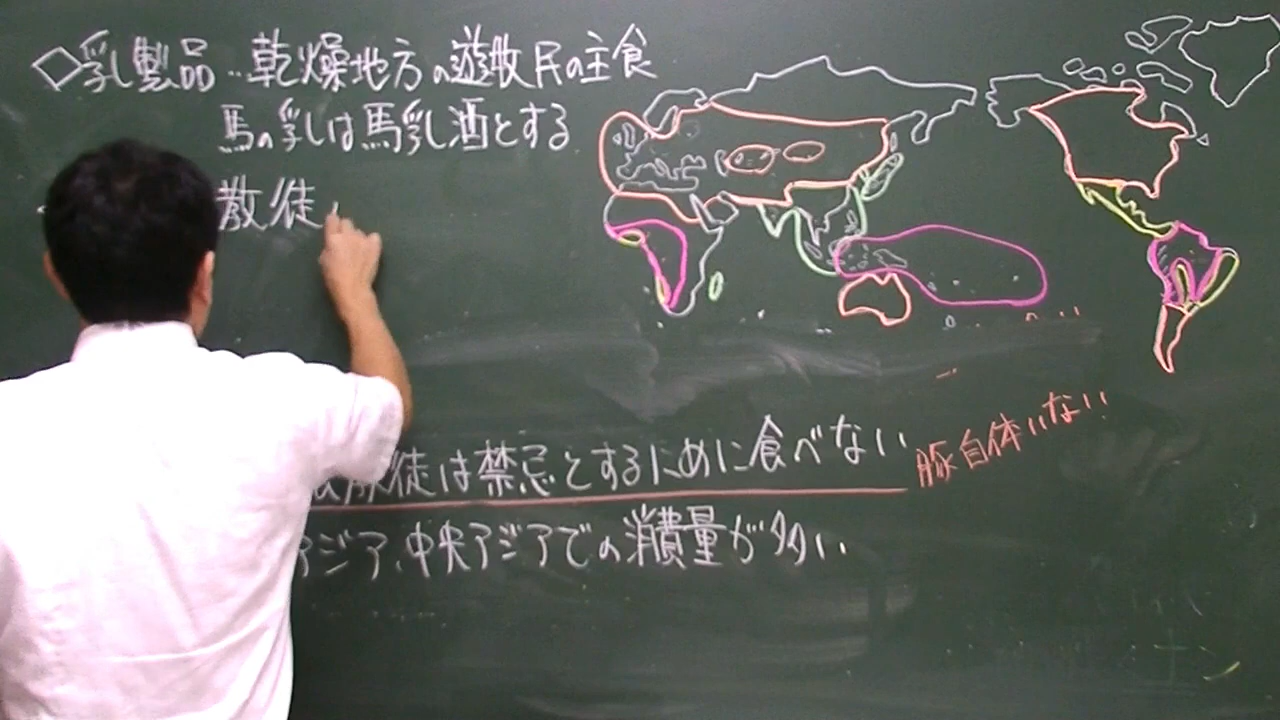 ◇乳製品‥乾燥地方の遊牧民の主食
馬の乳しは馬乳酒とする
教徒
教徒は禁忌とするために食べない
豚自体いない
アジア、中央アジアでの消費量が多い